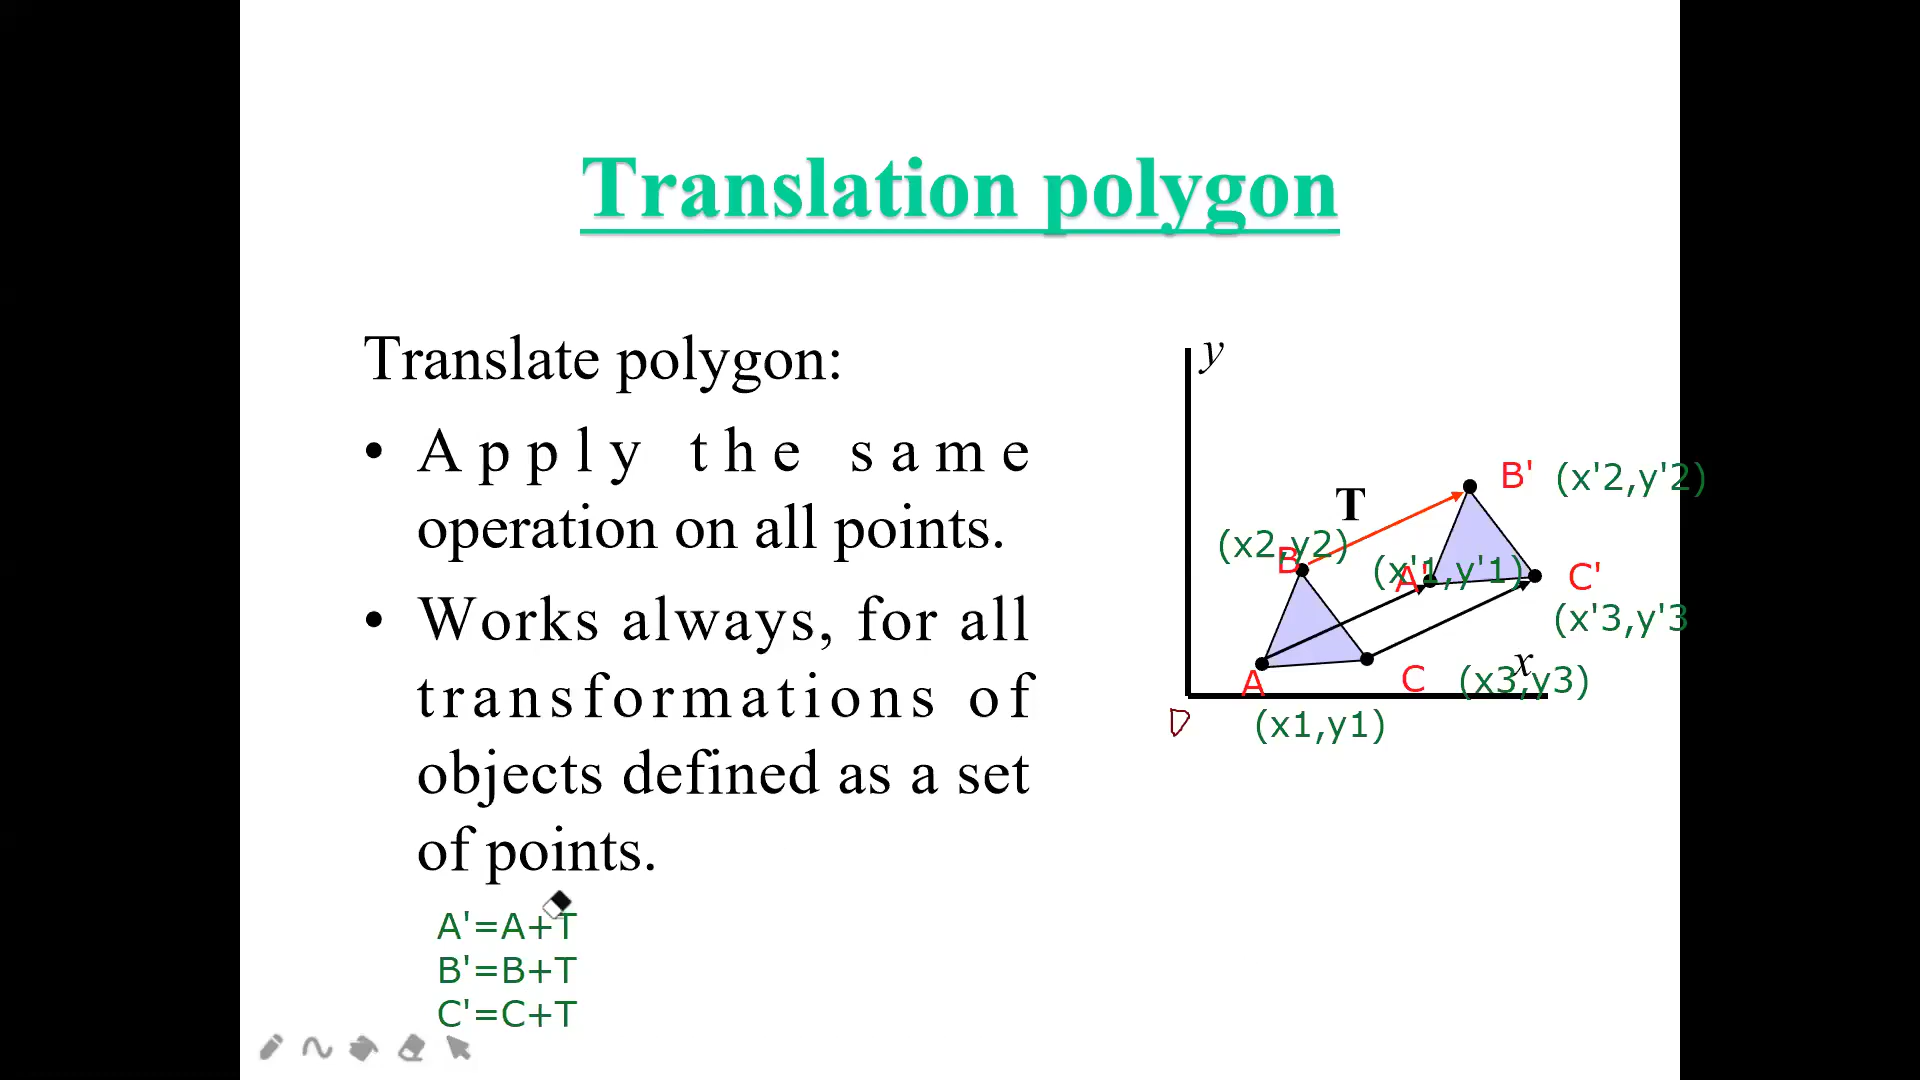 Translation polygon
Translate polygon:
• Apply the same
operation on all points.
• Works always, for all
transformations of
objects defined as a set
of points.
A'=A+T
B'=B+T
C'=C+T
y
B' (x'2,y'2)
T
(x2,y2)
B
(x'1,y'1)
A'
C'
(x'3,y'3
x
A
C
(x3,y3)
(x1,y1)